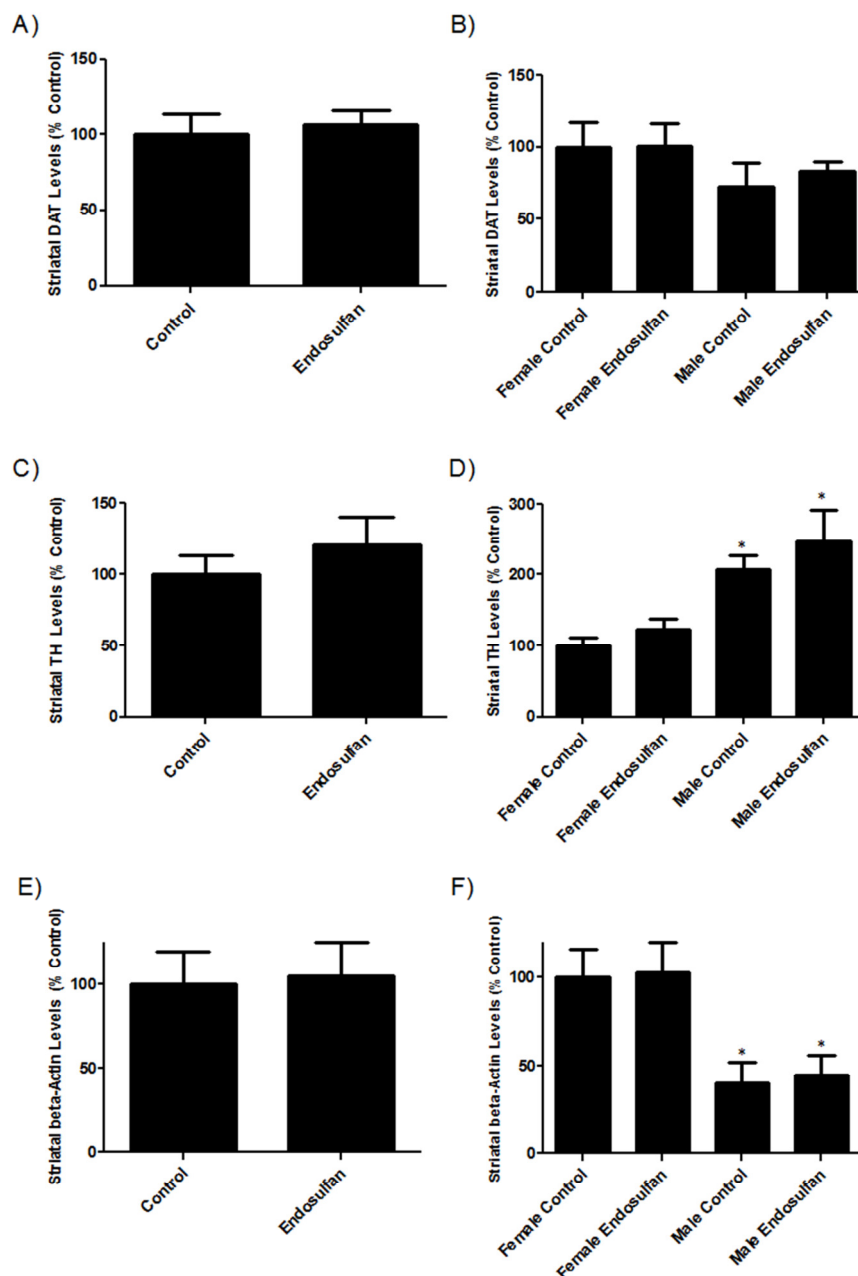 A)
Striatal DAT Levels (% Control)
150
100
50
0
Control
Endosulfan
B)
Striatal DAT Levels (% Control)
150
100
50
0
Female Control
Female Endosulfan
Male Control
Male Endosulfan
C)
Striatal TH Levels (% Control)
150
100
50
0
Control
Endosulfan
D)
Striatal TH Levels (% Control)
300
200
100
0
*
*
Female Control
Female Endosulfan
Male Control
Male Endosulfan
E)
Striatal beta-Actin Levels (% Control)
100
50
0
Control
Endosulfan
F)
Striatal beta-Actin Levels (% Control)
100
50
0
*
*
Female Control
Female Endosulfan
Male Control
Male Endosulfan